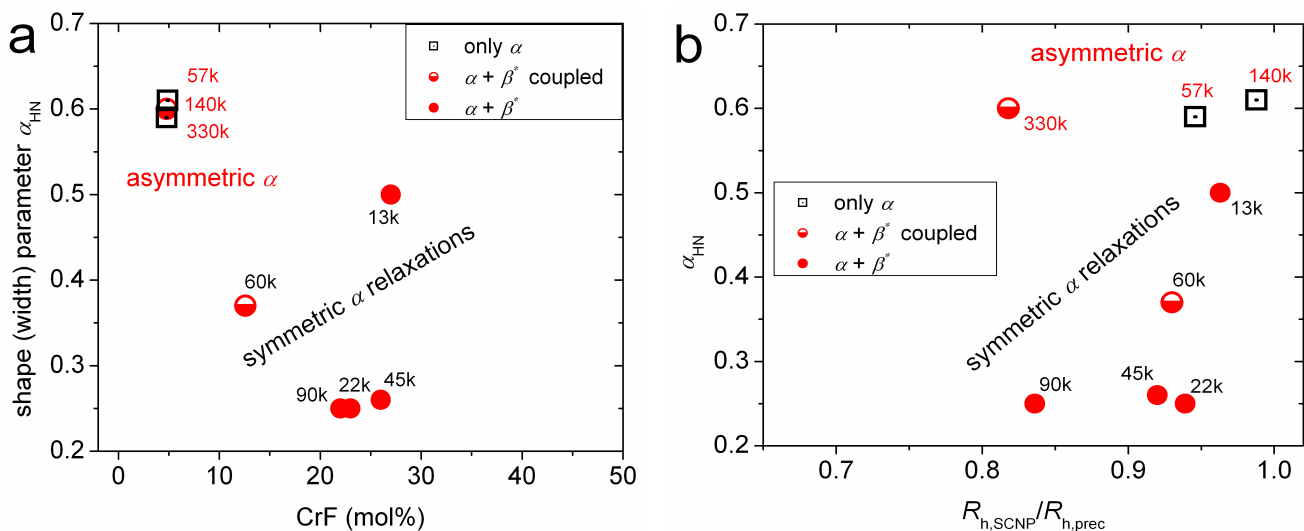 a
0.7
0.6
0.5
0.4
0.3
0.2
shape (width) parameter α_HN
0 10 20 30 40 50
CrF (mol%)
only α
α + β* coupled
α + β*
57k
140k
330k
asymmetric α
13k
60k
symmetric α relaxations
90k
22k
45k
b
0.7
0.6
0.5
0.4
0.3
0.2
α_HN
0.7 0.8 0.9 1.0
R_h,SCNP/R_h,prec
asymmetric α
57k
140k
330k
only α
α + β* coupled
α + β*
13k
60k
symmetric α relaxations
90k
45k
22k